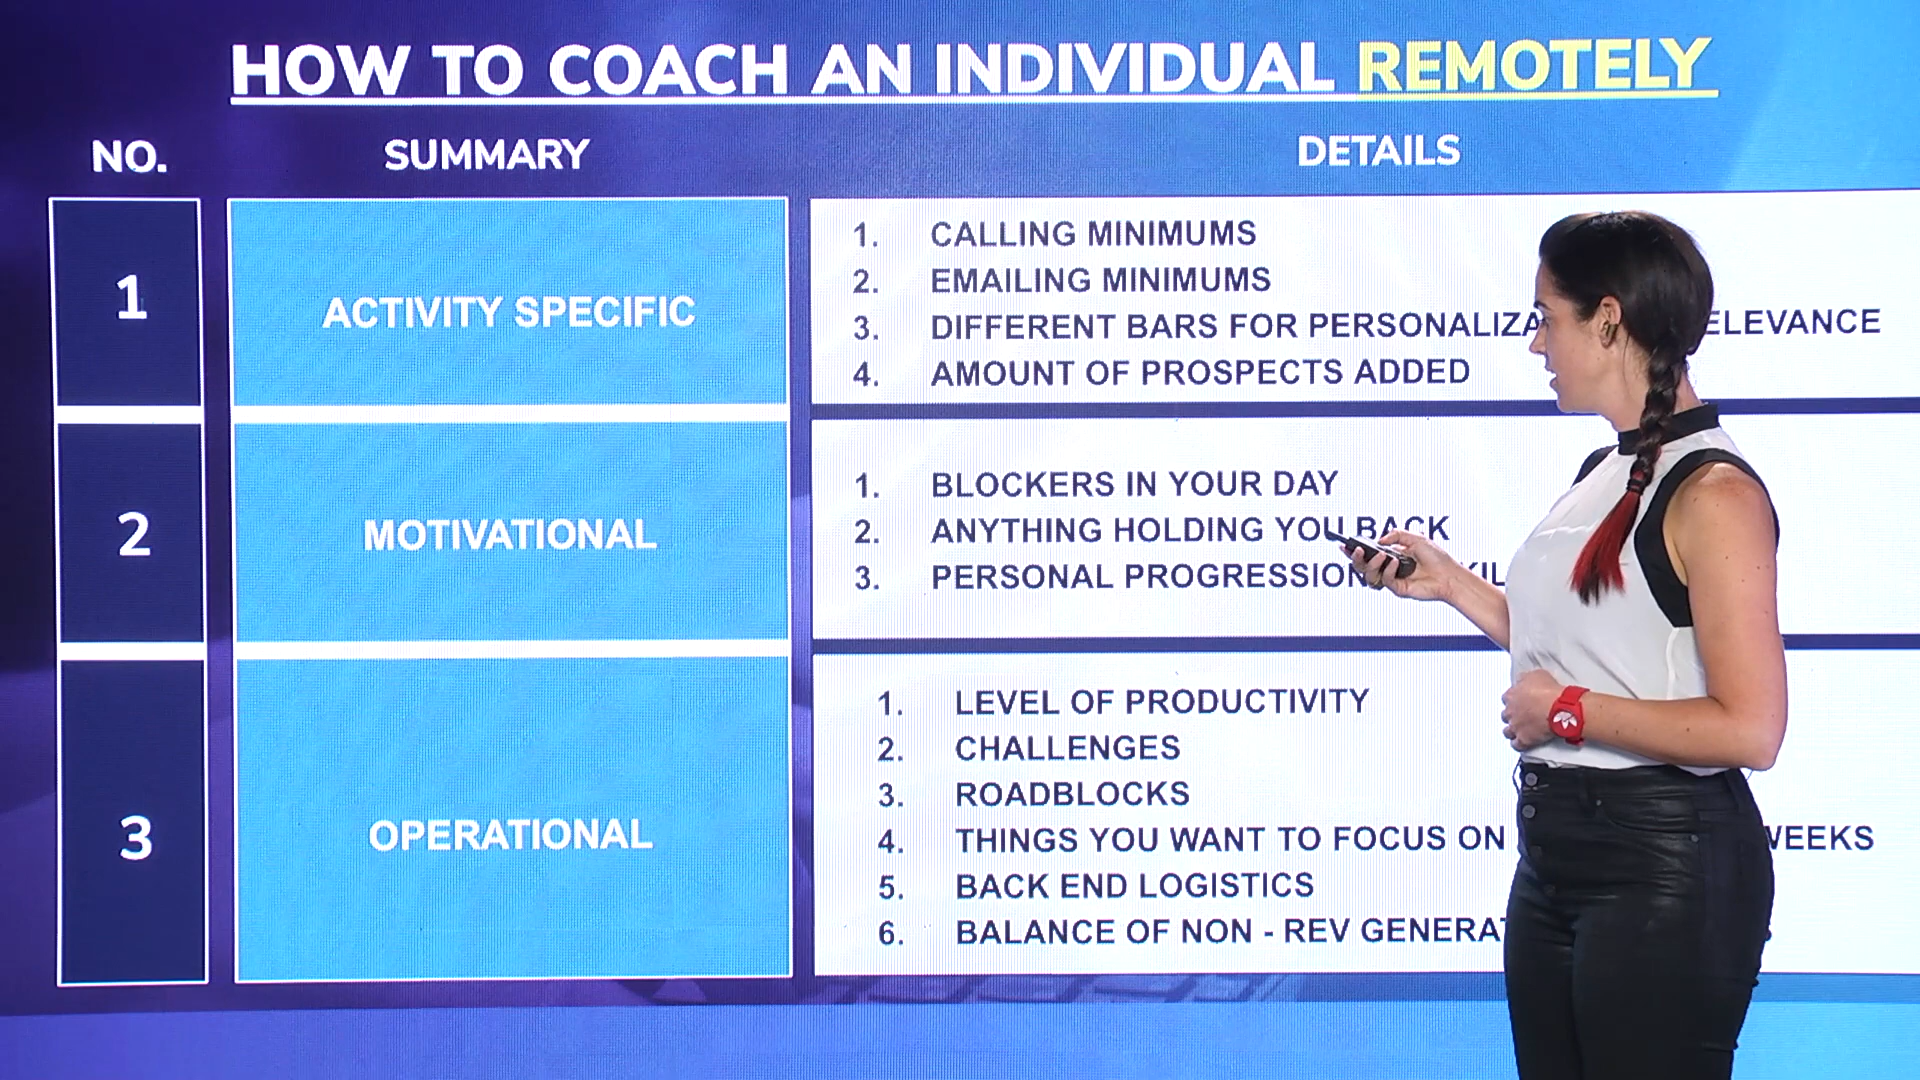 HOW TO COACH AN INDIVIDUAL REMOTELY
NO. SUMMARY DETAILS
1 ACTIVITY SPECIFIC
1. CALLING MINIMUMS
2. EMAILING MINIMUMS
3. DIFFERENT BARS FOR
4. AMOUNT OF PROSPECTS ADDED
2 MOTIVATIONAL
1. BLOCKERS IN YOUR DAY
2. ANYTHING HOLDING YOU BACK
3. PERSONAL PROGRESSION
3 OPERATIONAL
1. LEVEL OF PRODUCTIVITY
2. CHALLENGES
3. ROADBLOCKS
4. THINGS YOU WANT TO FOCUS ON WEEKS
5. BACK END LOGISTICS
6. BALANCE OF NON - REV